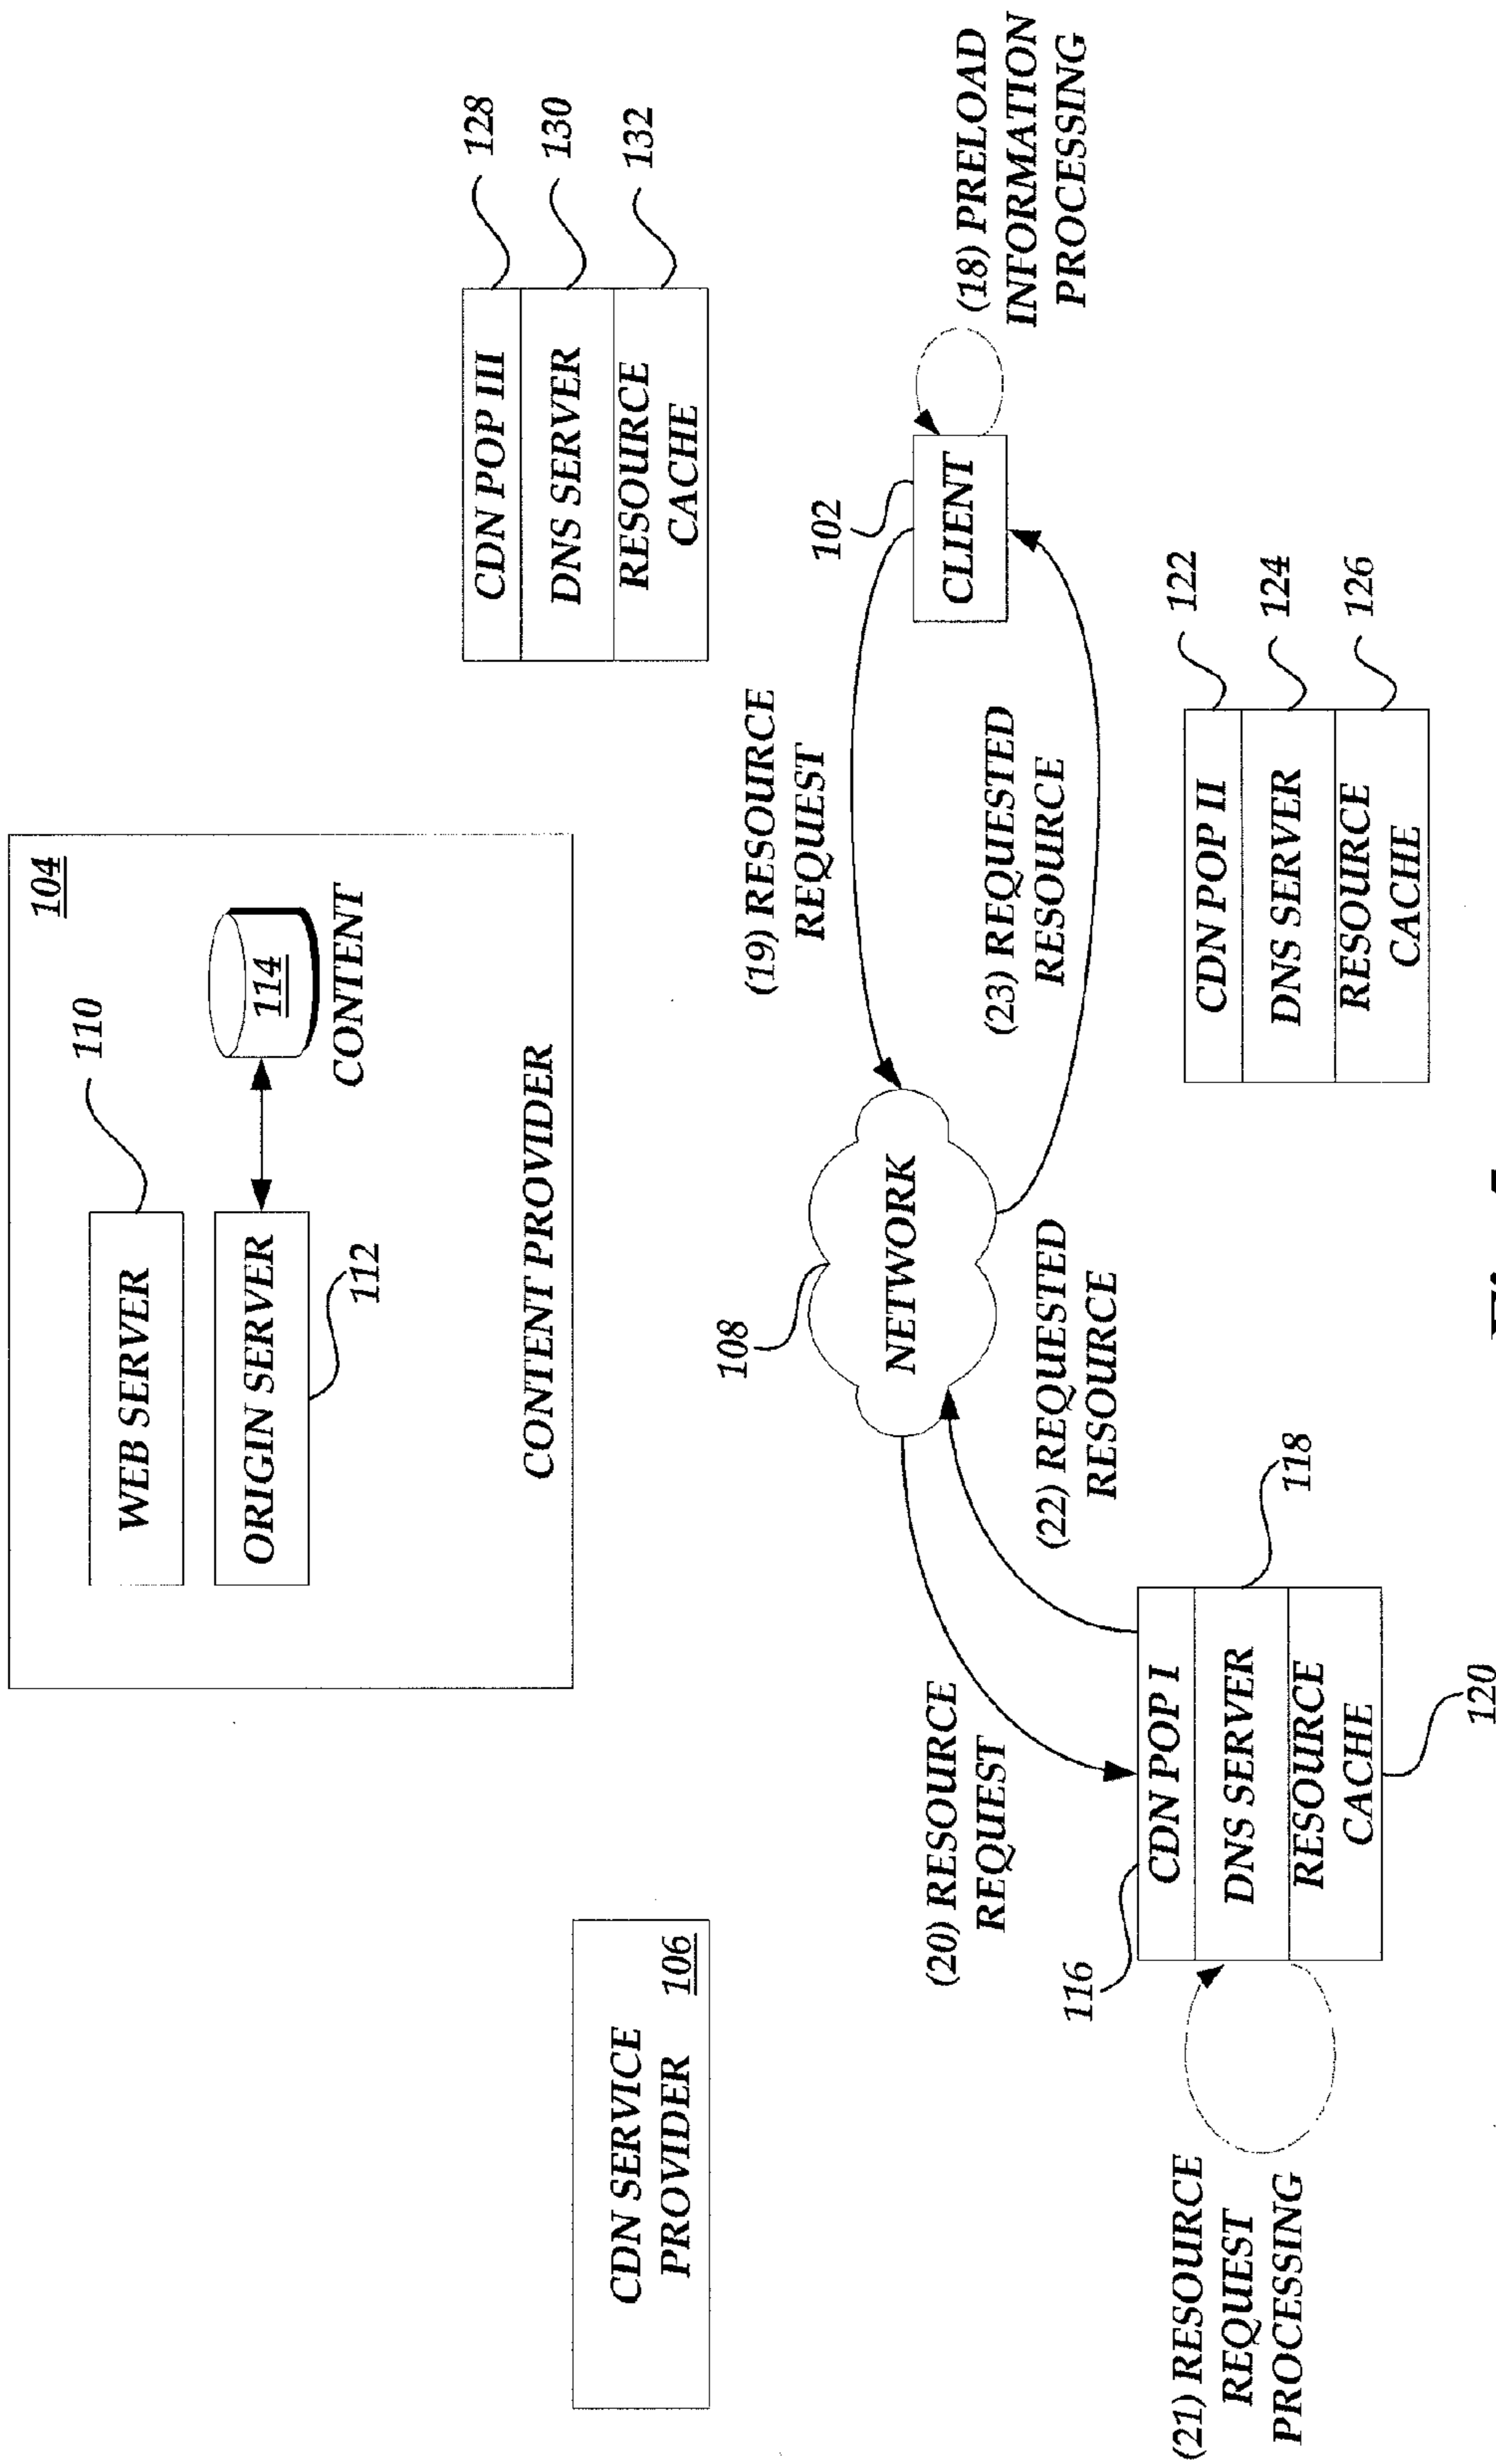 104
WEB SERVER
110
ORIGIN SERVER
112
114
CONTENT
CONTENT PROVIDER
CDN SERVICE
PROVIDER
106
CDN POP III
DNS SERVER
RESOURCE
CACHE
128
130
132
(19) RESOURCE
REQUEST
102
CLIENT
(18) PRELOAD
INFORMATION
PROCESSING
108
NETWORK
(23) REQUESTED
RESOURCE
(20) RESOURCE
REQUEST
(22) REQUESTED
RESOURCE
116
CDN POP I
DNS SERVER
RESOURCE
CACHE
118
120
(21) RESOURCE
REQUEST
PROCESSING
CDN POP II
DNS SERVER
RESOURCE
CACHE
122
124
126